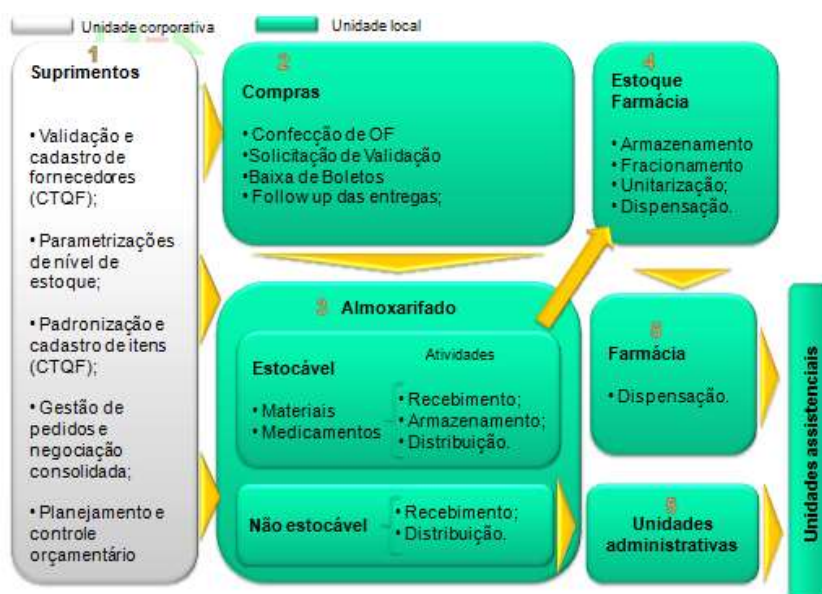 Unidade corporativa
Unidade local
1
Suprimentos
• Validação e
cadastro de
fornecedores
(CTQF);
• Parametrizações
de nível de
estoque;
• Padronização e
cadastro de itens
(CTQF);
• Gestão de
pedidos e
negociação
consolidada;
• Planejamento e
controle
orçamentário
2
Compras
• Confecção de OF
• Solicitação de Validação
• Baixa de Boletos
• Follow up das entregas;
3 Almoxarifado
Estocável
• Materiais
• Medicamentos
Atividades
• Recebimento;
• Armazenamento;
• Distribuição.
Não estocável
• Recebimento;
• Distribuição.
4
Estoque
Farmácia
• Armazenamento
• Fracionamento
• Unitarização;
• Dispensação.
Farmácia
• Dispensação.
Unidades
administrativas
Unidades assistenciais